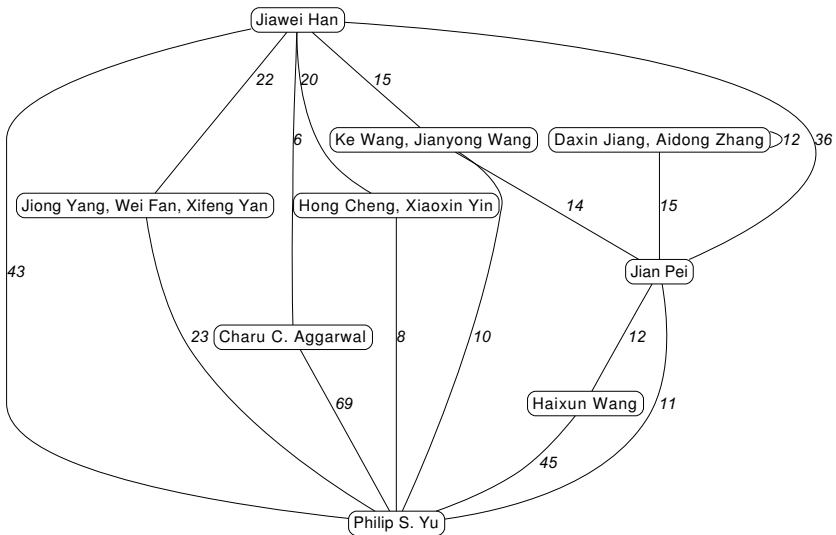 Jiawei Han
22
20
15
6
Ke Wang, Jianyong Wang
Daxin Jiang, Aidong Zhang
12
36
Jiong Yang, Wei Fan, Xifeng Yan
Hong Cheng, Xiaoxin Yin
14
15
43
Jian Pei
23
Charu C. Aggarwal
8
10
12
69
Haixun Wang
11
45
Philip S. Yu